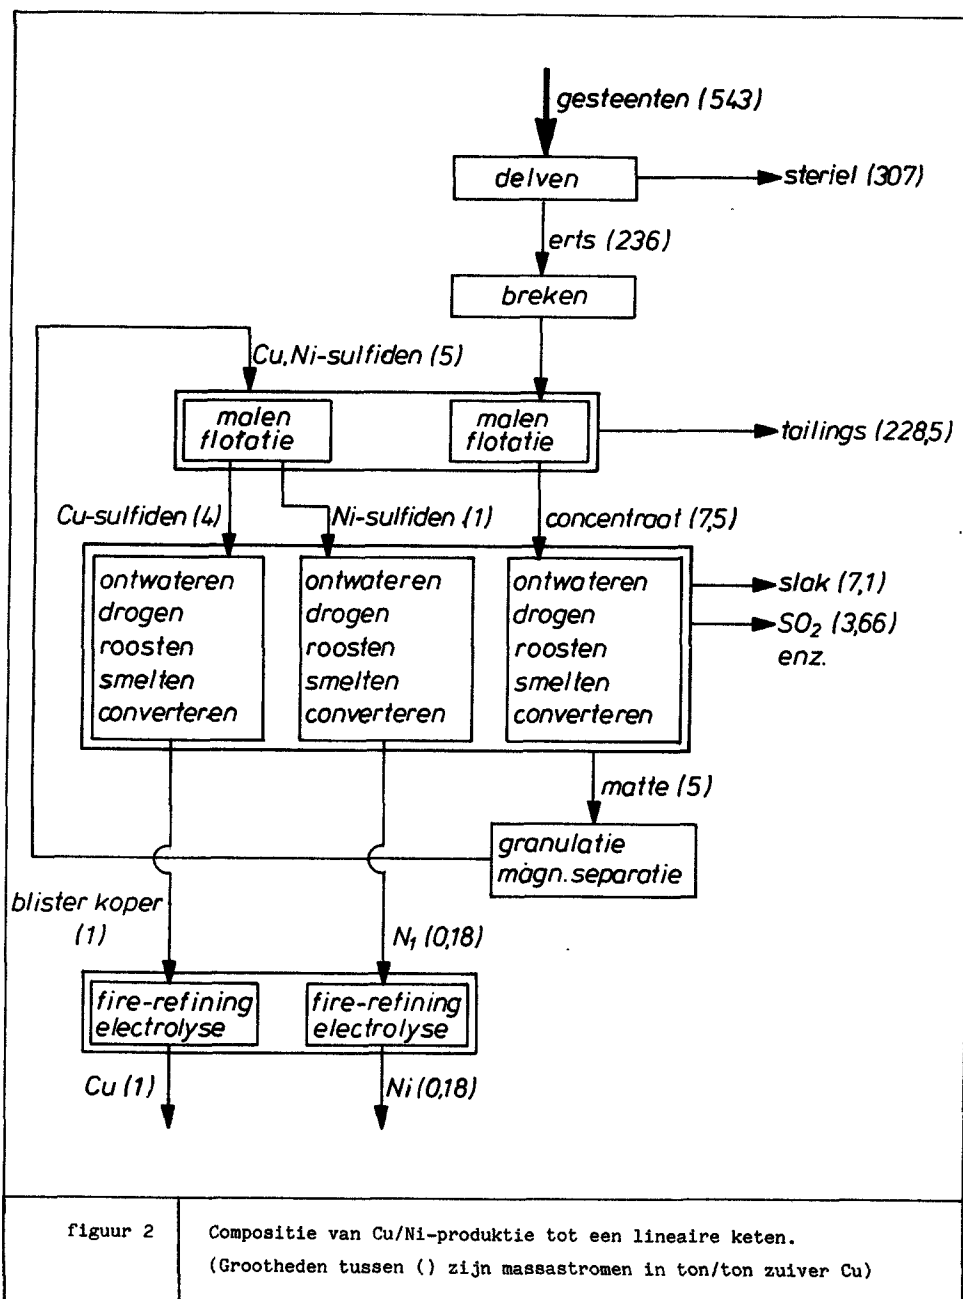 gesteenten (543)
delven
steriel (307)
erts (236)
breken
Cu,Ni-sulfiden (5)
malen
flotatie
malen
flotatie
tailings (228,5)
Cu-sulfiden (4)
Ni-sulfiden (1)
concentraat (7,5)
ontwateren
drogen
roosten
smelten
converteren
ontwateren
drogen
roosten
smelten
converteren
ontwateren
drogen
roosten
smelten
converteren
slak (7,1)
SO₂ (3,66)
enz.
matte (5)
granulatie
magn. separatie
blister koper
(1)
N₁ (0,18)
fire-refining
electrolyse
fire-refining
electrolyse
Cu (1)
Ni (0,18)
figuur 2
Compositie van Cu/Ni-produktie tot een lineaire keten.
(Grootheden tussen () zijn massastromen in ton/ton zuiver Cu)